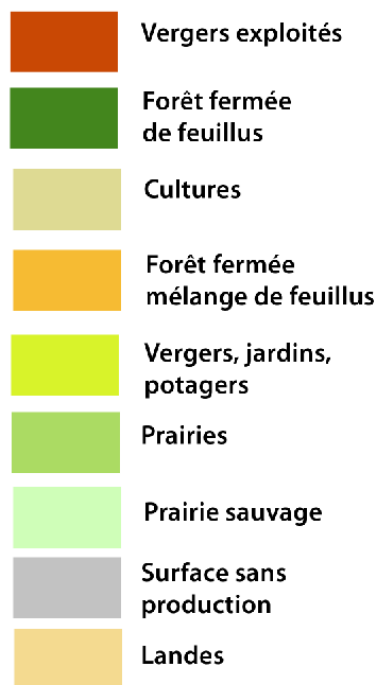 Vergers exploités
Forêt fermée
de feuillus
Cultures
Forêt fermée
mélange de feuillus
Vergers, jardins,
potagers
Prairies
Prairie sauvage
Surface sans
production
Landes